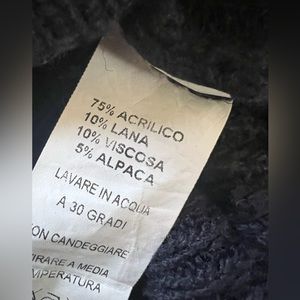 75% ACRILICO
10% LANA
10% VISCOSA
5% ALPACA
LAVARE IN ACQUA
A 30 GRADI
ON CANDEGGIARE
IRARE A MEDIA
MPERATURA